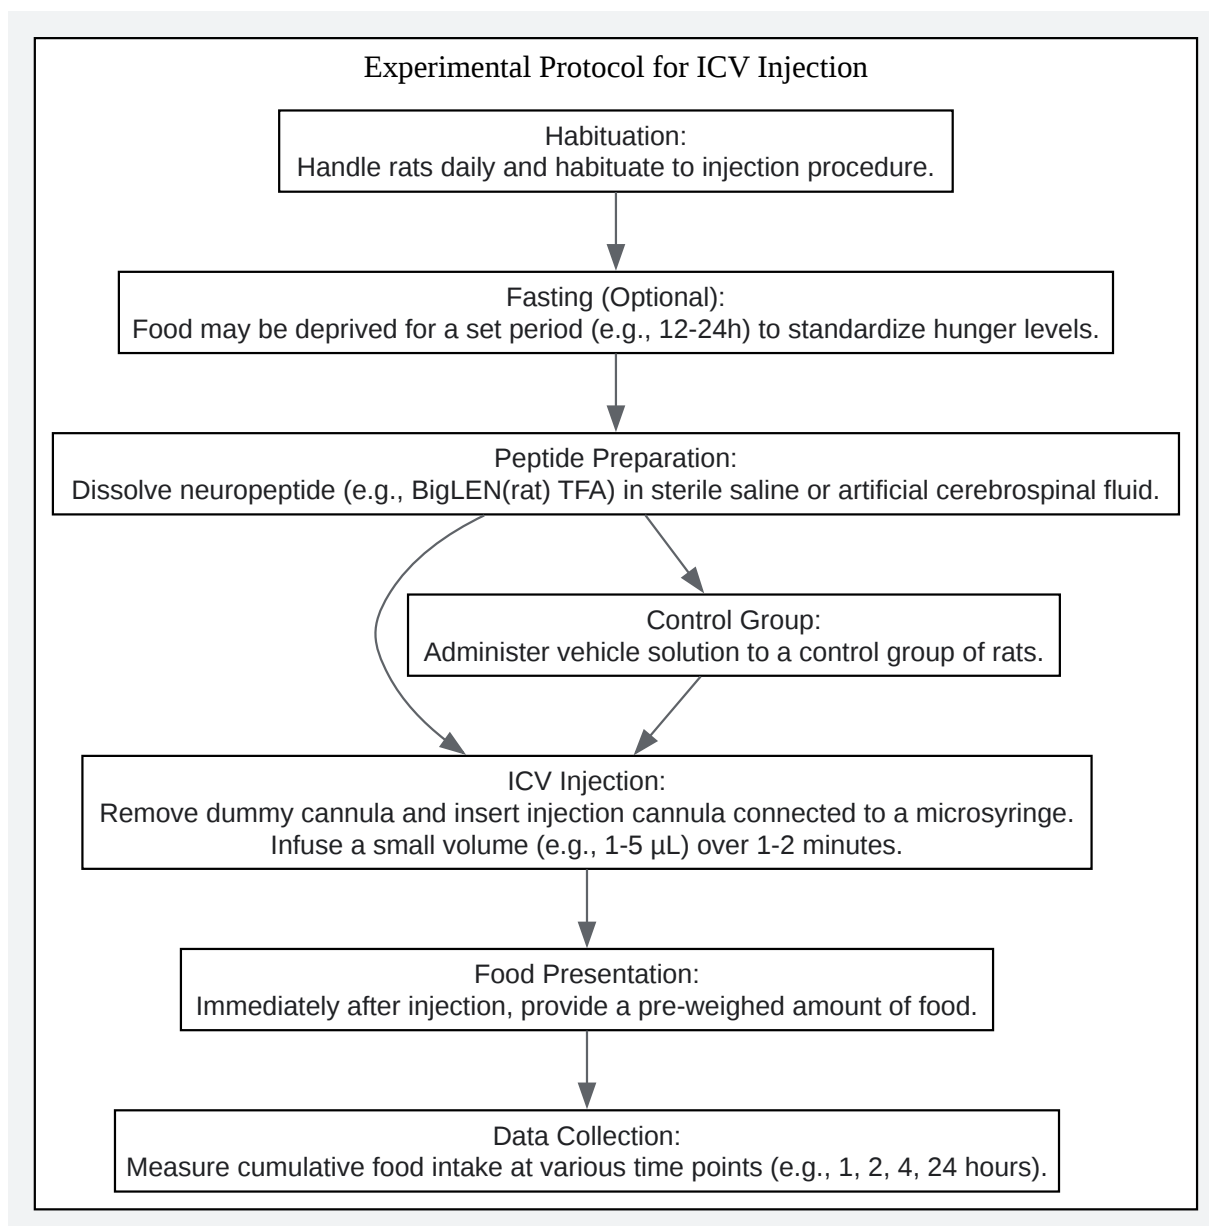 Experimental Protocol for ICV Injection
Habituation:
Handle rats daily and habituate to injection procedure.
Fasting (Optional):
Food may be deprived for a set period (e.g., 12-24h) to standardize hunger levels.
Peptide Preparation:
Dissolve neuropeptide (e.g., BigLEN(rat) TFA) in sterile saline or artificial cerebrospinal fluid.
Control Group:
Administer vehicle solution to a control group of rats.
ICV Injection:
Remove dummy cannula and insert injection cannula connected to a microsyringe.
Infuse a small volume (e.g., 1-5 µL) over 1-2 minutes.
Food Presentation:
Immediately after injection, provide a pre-weighed amount of food.
Data Collection:
Measure cumulative food intake at various time points (e.g., 1, 2, 4, 24 hours).